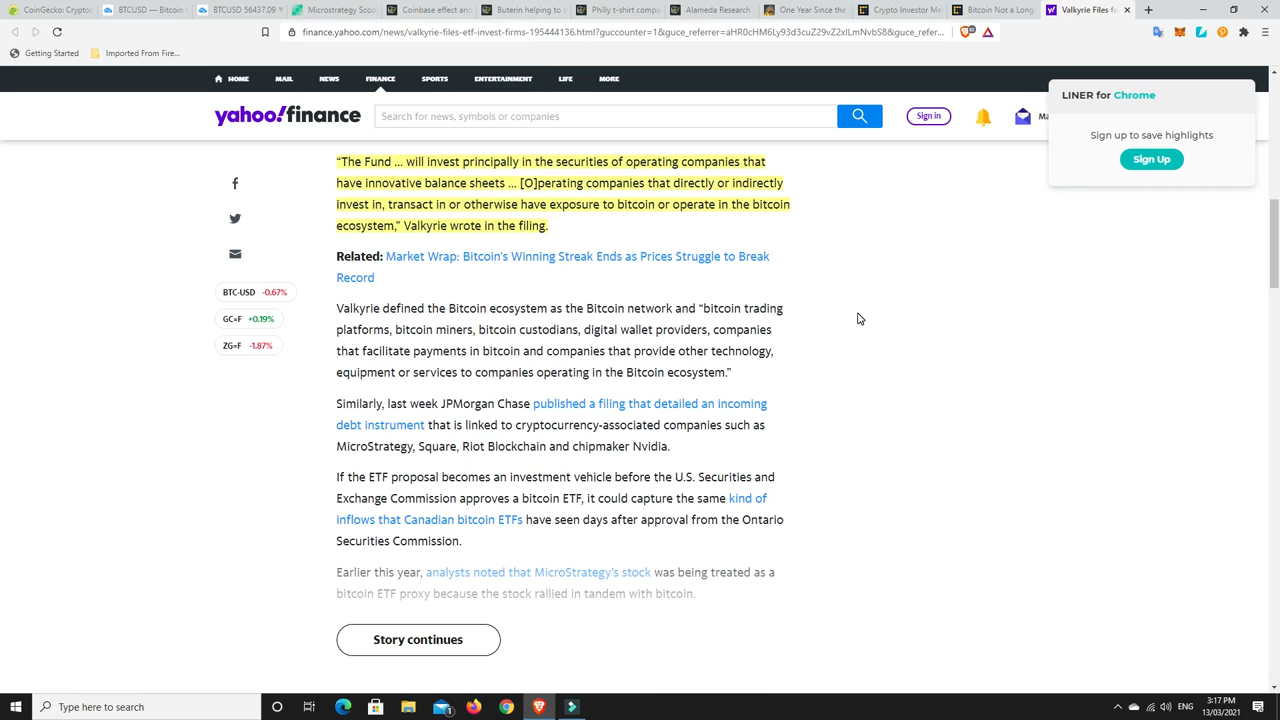 CoinGecko: Crypto
BTCUSD — Bitcoin
BTCUSD 56437.09
Microstrategy Scoo
Coinbase effect and
Buterin helping to
Philly t-shirt comp
Alameda Research
One Year Since the
Crypto Investor Me
Bitcoin Not a Long-
Valkyrie Files fo
finance.yahoo.com/news/valkyrie-files-etf-invest-firms-195444136.html?guccounter=1&guce_referrer=aHR0cHM6Ly93d3cuZ29vZ2xlLmNvbS8&guce_refer...
Getting Started
Imported From Fire...
HOME
MAIL
NEWS
FINANCE
SPORTS
ENTERTAINMENT
LIFE
MORE
yahoo!finance
Search for news, symbols or companies
Sign in
Ma
LINER for Chrome
Sign up to save highlights
Sign Up
“The Fund ... will invest principally in the securities of operating companies that
have innovative balance sheets ... [O]perating companies that directly or indirectly
invest in, transact in or otherwise have exposure to bitcoin or operate in the bitcoin
ecosystem,” Valkyrie wrote in the filing.
Related: Market Wrap: Bitcoin’s Winning Streak Ends as Prices Struggle to Break
Record
BTC-USD -0.67%
GC=F +0.19%
ZG=F -1.87%
Valkyrie defined the Bitcoin ecosystem as the Bitcoin network and “bitcoin trading
platforms, bitcoin miners, bitcoin custodians, digital wallet providers, companies
that facilitate payments in bitcoin and companies that provide other technology,
equipment or services to companies operating in the Bitcoin ecosystem.”
Similarly, last week JPMorgan Chase published a filing that detailed an incoming
debt instrument that is linked to cryptocurrency-associated companies such as
MicroStrategy, Square, Riot Blockchain and chipmaker Nvidia.
If the ETF proposal becomes an investment vehicle before the U.S. Securities and
Exchange Commission approves a bitcoin ETF, it could capture the same kind of
inflows that Canadian bitcoin ETFs have seen days after approval from the Ontario
Securities Commission.
Earlier this year, analysts noted that MicroStrategy’s stock was being treated as a
bitcoin ETF proxy because the stock rallied in tandem with bitcoin.
Story continues
Type here to search
1
ENG
3:17 PM
13/03/2021